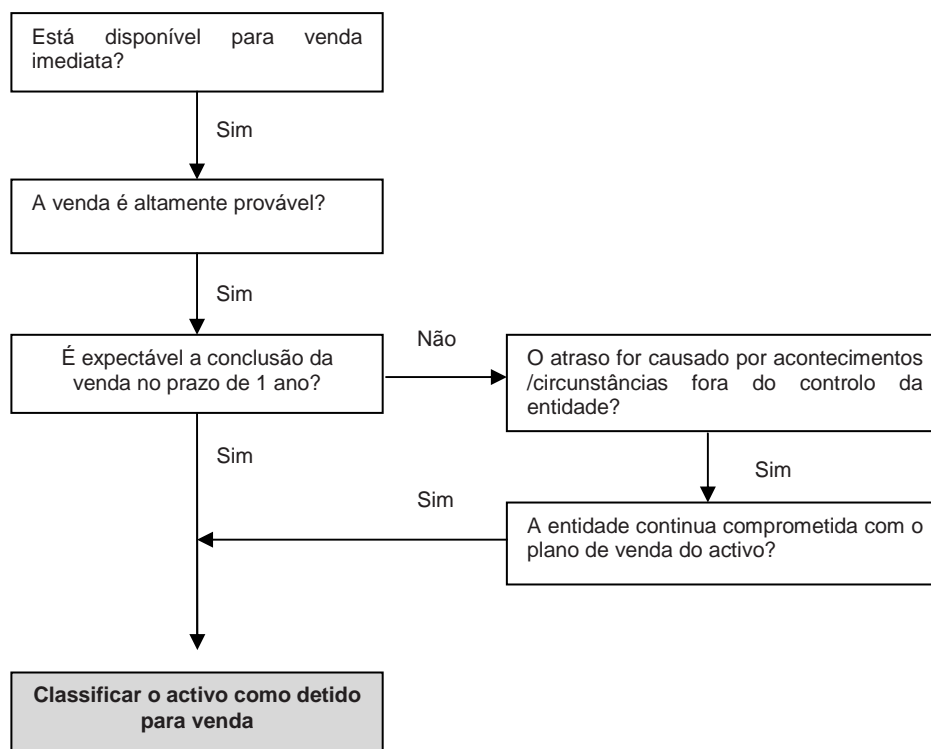 Está disponível para venda
imediata?
Sim
A venda é altamente provável?
Sim
É expectável a conclusão da
venda no prazo de 1 ano?
Não
O atraso for causado por acontecimentos
/circunstâncias fora do controlo da
entidade?
Sim
Sim
Sim
A entidade continua comprometida com o
plano de venda do activo?
Classificar o activo como detido
para venda